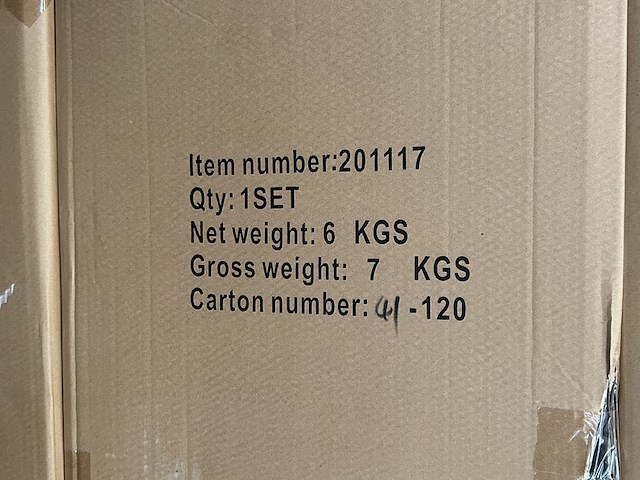 Item number:201117
Qty: 1SET
Net weight: 6 KGS
Gross weight: 7 KGS
Carton number: 41 -120